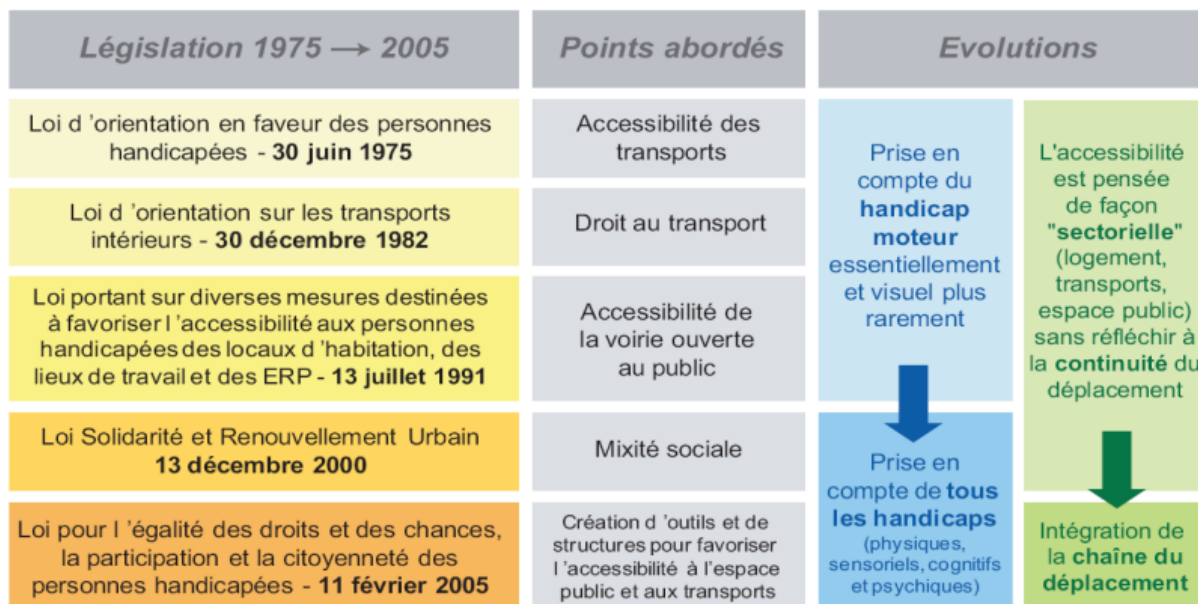 Législation 1975 → 2005
Points abordés
Evolutions
Loi d 'orientation en faveur des personnes
handicapées - 30 juin 1975
Accessibilité des
transports
Loi d 'orientation sur les transports
intérieurs - 30 décembre 1982
Droit au transport
Loi portant sur diverses mesures destinées
à favoriser l 'accessibilité aux personnes
handicapées des locaux d 'habitation, des
lieux de travail et des ERP - 13 juillet 1991
Accessibilité de
la voirie ouverte
au public
Loi Solidarité et Renouvellement Urbain
13 décembre 2000
Mixité sociale
Loi pour l 'égalité des droits et des chances,
la participation et la citoyenneté des
personnes handicapées - 11 février 2005
Création d 'outils et de
structures pour favoriser
l 'accessibilité à l'espace
public et aux transports
Prise en
compte du
handicap
moteur
essentiellement
et visuel plus
rarement
Prise en
compte de tous
les handicaps
(physiques,
sensoriels, cognitifs
et psychiques)
L'accessibilité
est pensée
de façon
"sectorielle"
(logement,
transports,
espace public)
sans réfléchir à
la continuité du
déplacement
Intégration de
la chaîne du
déplacement